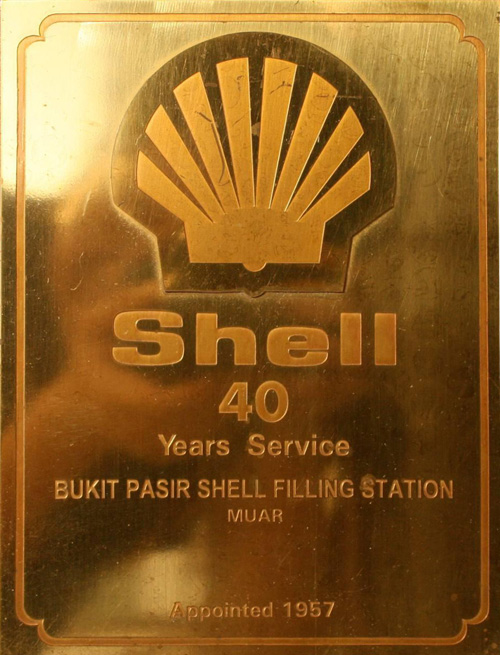 Shell
40
Years Service
BUKIT PASIR SHELL FILLING STATION
MUAR
Appointed 1957